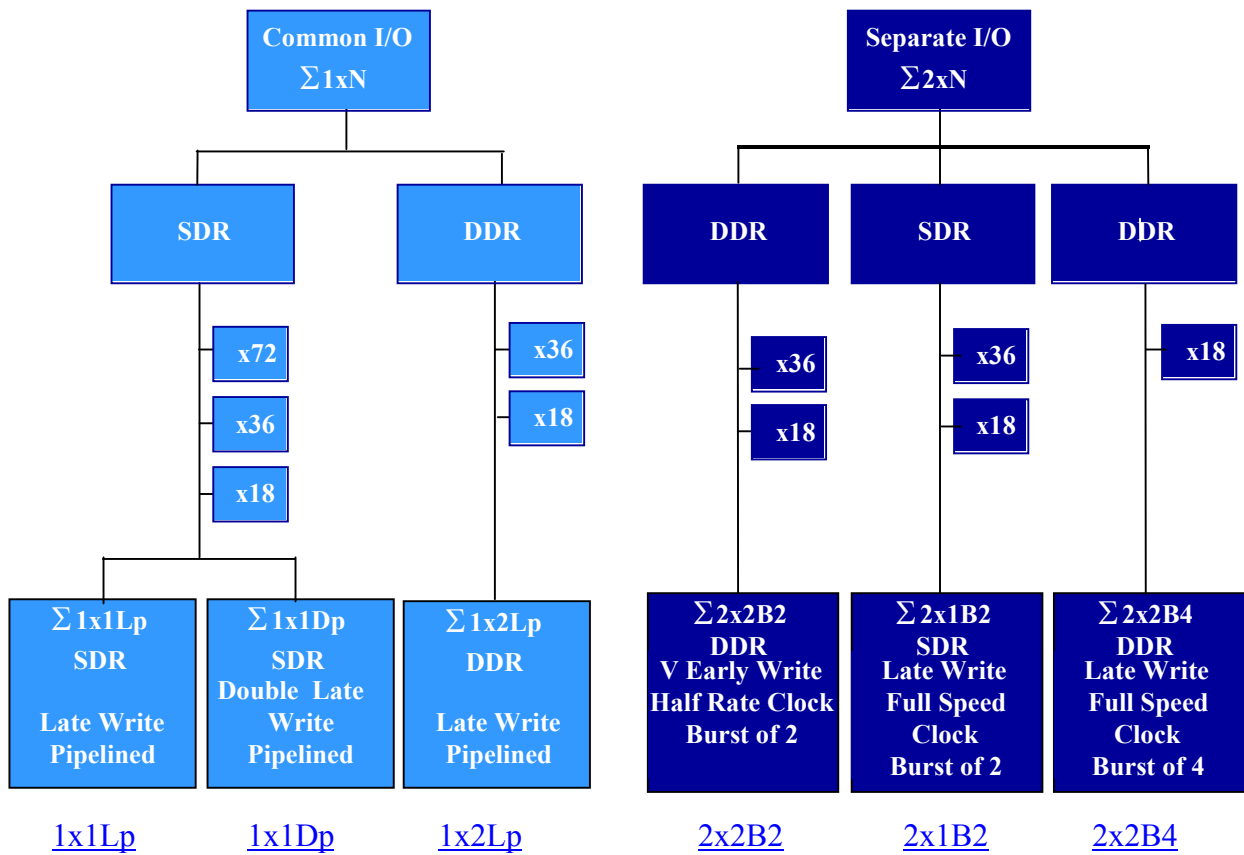 Common I/O
Σ1xN
Separate I/O
Σ2xN
SDR
DDR
DDR
SDR
DDR
x72
x36
x18
x36
x18
x36
x18
x36
x18
x18
Σ1x1Lp
SDR
Late Write
Pipelined
Σ1x1Dp
SDR
Double Late
Write
Pipelined
Σ1x2Lp
DDR
Late Write
Pipelined
Σ2x2B2
DDR
V Early Write
Half Rate Clock
Burst of 2
Σ2x1B2
SDR
Late Write
Full Speed
Clock
Burst of 2
Σ2x2B4
DDR
Late Write
Full Speed
Clock
Burst of 4
1x1Lp
1x1Dp
1x2Lp
2x2B2
2x1B2
2x2B4